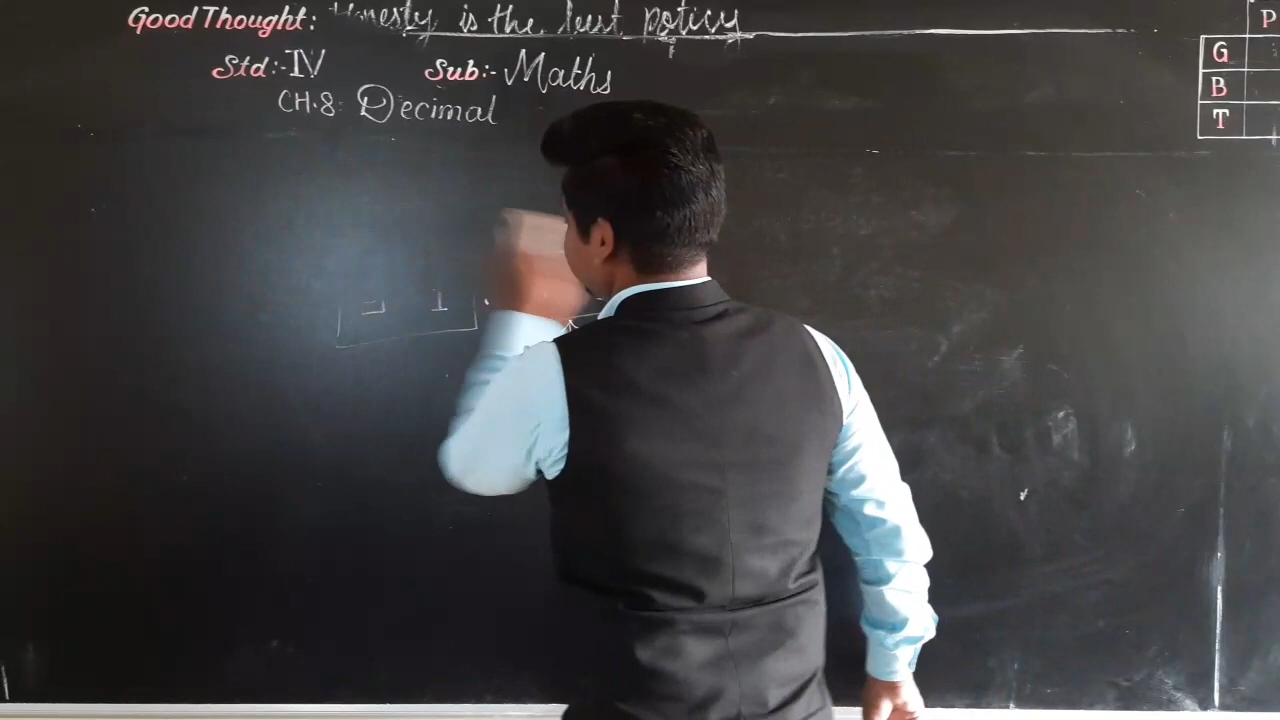 Good Thought: Honesty is the best policy
Std:- IV Sub:- Maths
CH.8: Decimal
P
G
B
T